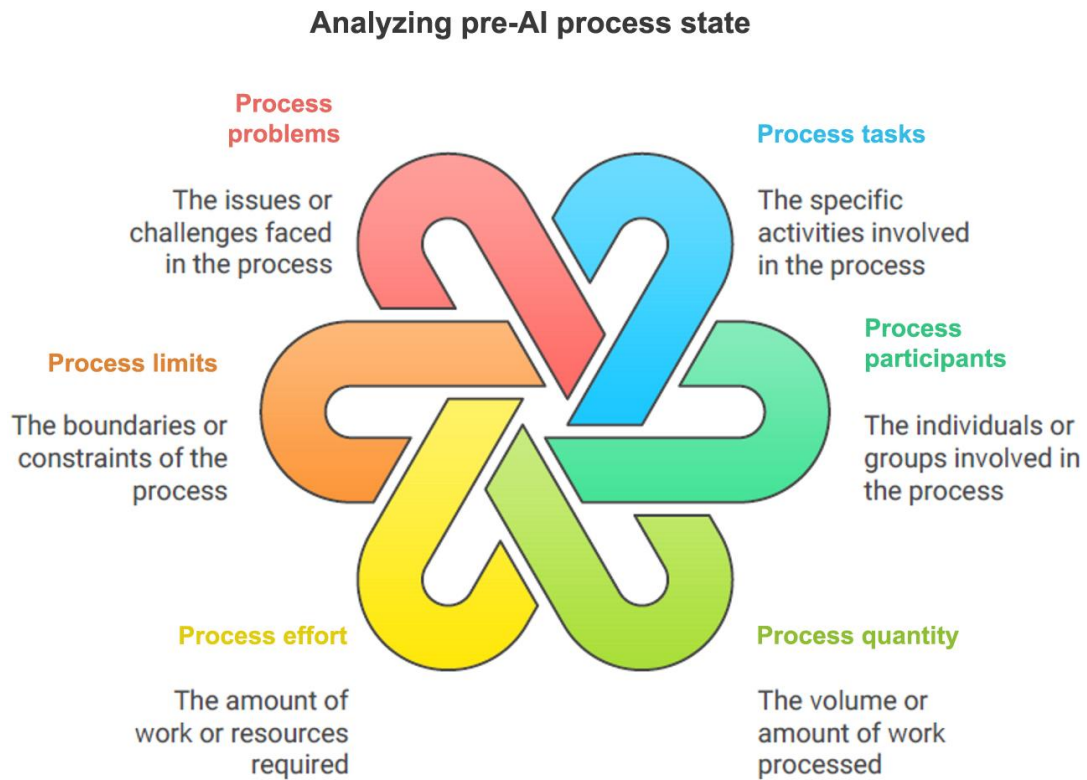 Analyzing pre-AI process state
Process
problems
The issues or
challenges faced
in the process
Process tasks
The specific
activities involved
in the process
Process limits
The boundaries or
constraints of the
process
Process
participants
The individuals or
groups involved in
the process
Process effort
The amount of
work or resources
required
Process quantity
The volume or
amount of work
processed